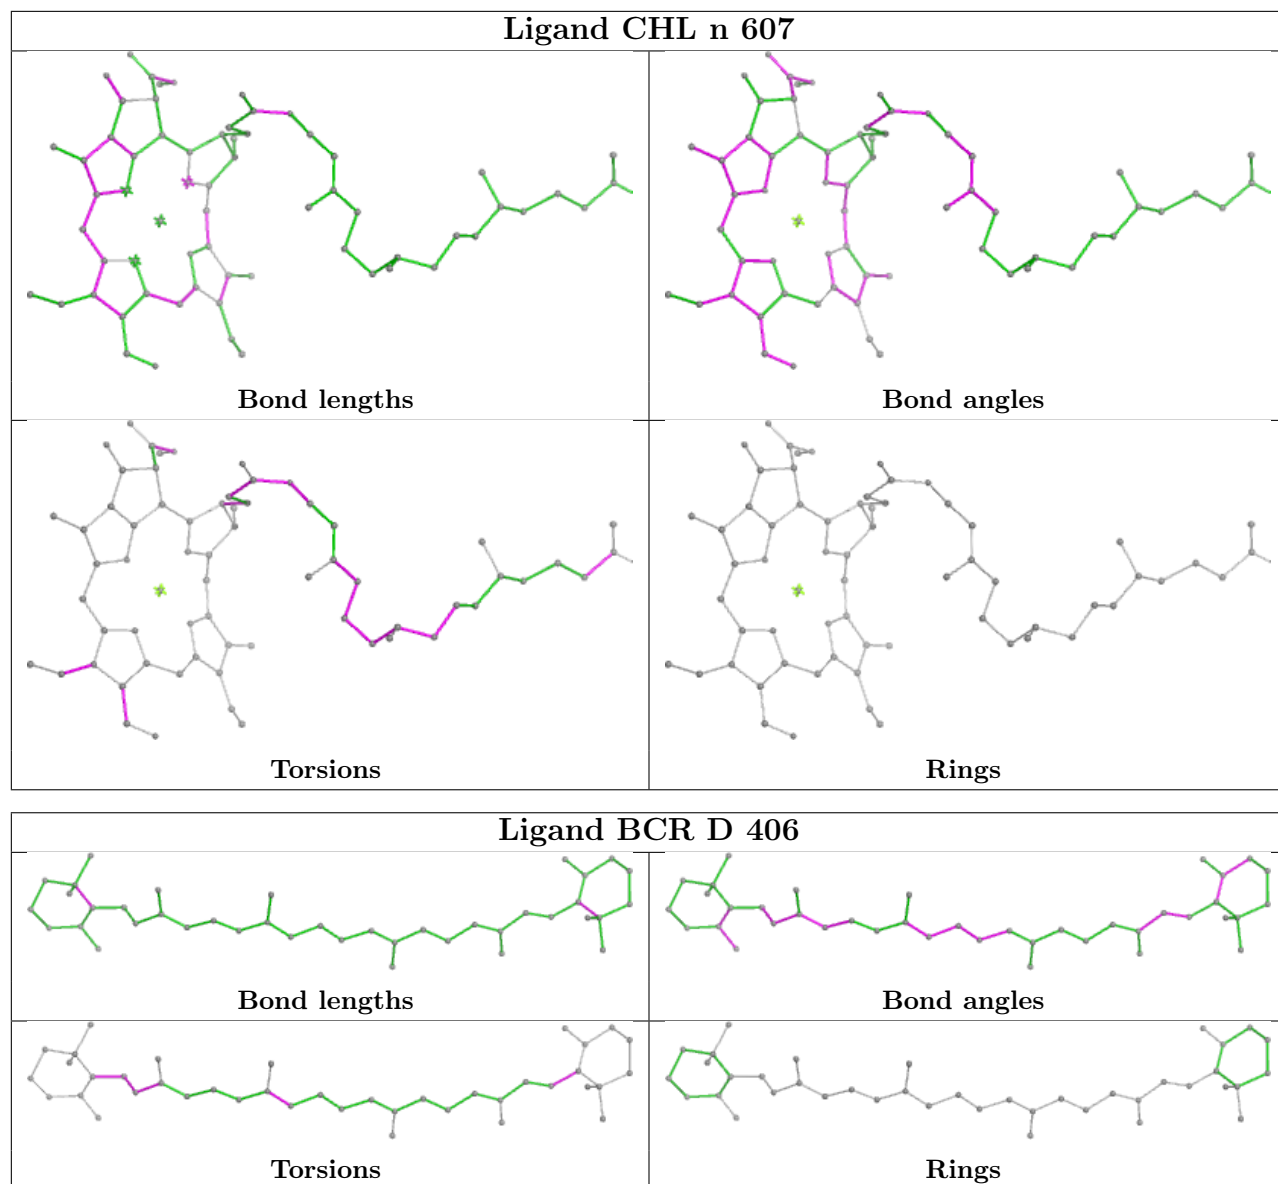 Ligand CHL n 607
Bond lengths
Bond angles
Torsions
Rings
Ligand BCR D 406
Bond lengths
Bond angles
Torsions
Rings